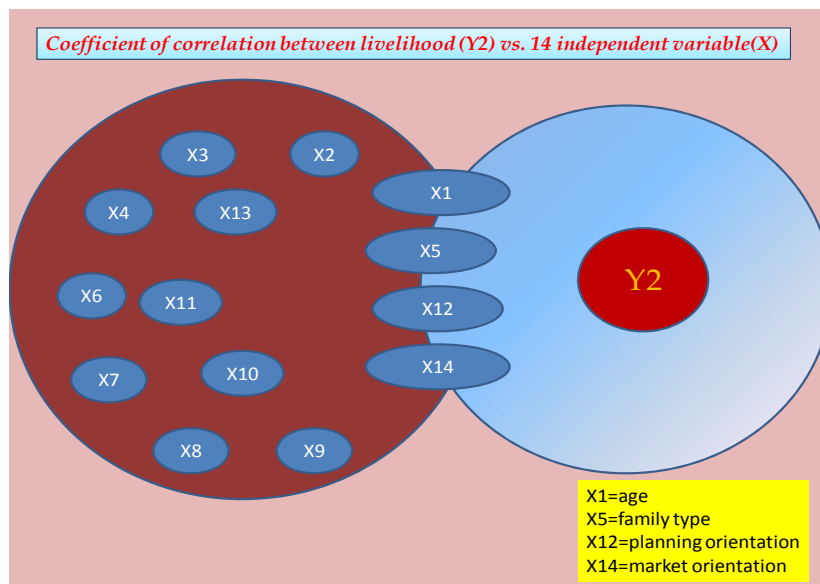 Coefficient of correlation between livelihood (Y2) vs. 14 independent variable(X)
X3
X2
X1
X4
X13
X5
Y2
X6
X11
X12
X14
X10
X7
X8
X9
X1=age
X5=family type
X12=planning orientation
X14=market orientation